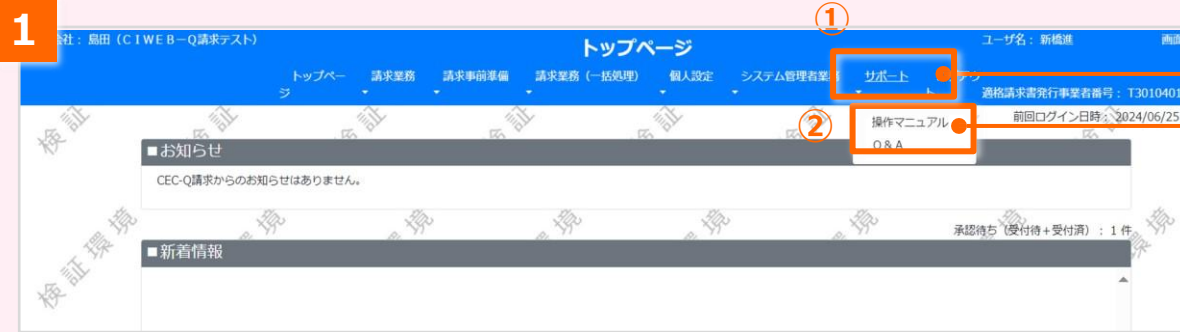 1
会社： 島田（ＣＩＷＥＢ－Ｑ請求テスト）
①
トップページ
ユーザ名： 新橋進
画面
トップページ
請求業務
請求事前準備
請求業務（一括処理）
個人設定
システム管理者業務
サポート
適格請求書発行事業者番号： T3010401
②
操作マニュアル
Q & A
前回ログイン日時： 2024/06/25
■お知らせ
CEC-Q請求からのお知らせはありません。
承認待ち（受付待＋受付済）： 1 件
■新着情報
検証環境